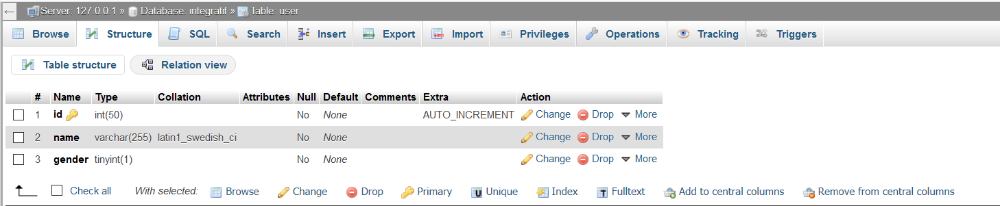 Server: 127.0.0.1 » Database: integratif » Table: user
Browse Structure SQL Search Insert Export Import Privileges Operations Tracking Triggers
Table structure Relation view
# Name Type Collation Attributes Null Default Comments Extra Action
1 id int(50) No None AUTO_INCREMENT Change Drop More
2 name varchar(255) latin1_swedish_ci No None Change Drop More
3 gender tinyint(1) No None Change Drop More
Check all With selected: Browse Change Drop Primary Unique Index Fulltext Add to central columns Remove from central columns